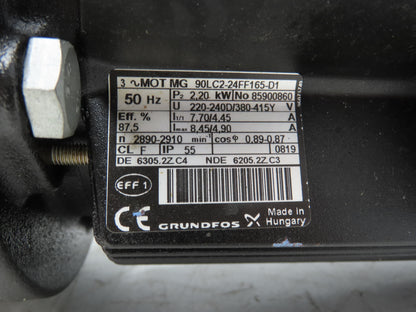 3 ∿ MOT MG 90LC2-24FF165-D1
50 Hz P₂ 2,20 kW No 85900860
U 220-240D/380-415Y V
Eff. % I₁/₁ 7,70/4,45 A
87,5 Iₘₐₓ 8,45/4,90 A
n 2890-2910 min⁻¹ cosφ 0,89-0,87
CL F IP 55 0819
DE 6305.2Z.C4 NDE 6205.2Z.C3
EFF 1
CE GRUNDFOS Made in
Hungary